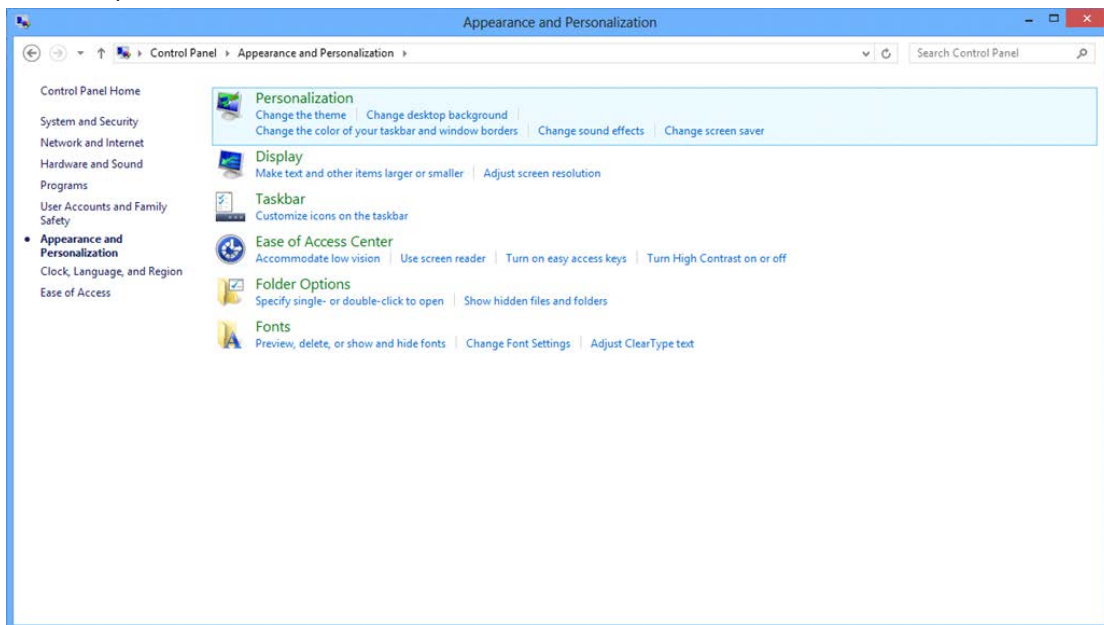 Appearance and Personalization
Control Panel Appearance and Personalization
Search Control Panel
Control Panel Home
System and Security
Network and Internet
Hardware and Sound
Programs
User Accounts and Family
Safety
Appearance and
Personalization
Clock, Language, and Region
Ease of Access
Personalization
Change the theme Change desktop background
Change the color of your taskbar and window borders Change sound effects Change screen saver
Display
Make text and other items larger or smaller Adjust screen resolution
Taskbar
Customize icons on the taskbar
Ease of Access Center
Accommodate low vision Use screen reader Turn on easy access keys Turn High Contrast on or off
Folder Options
Specify single- or double-click to open Show hidden files and folders
Fonts
Preview, delete, or show and hide fonts Change Font Settings Adjust ClearType text